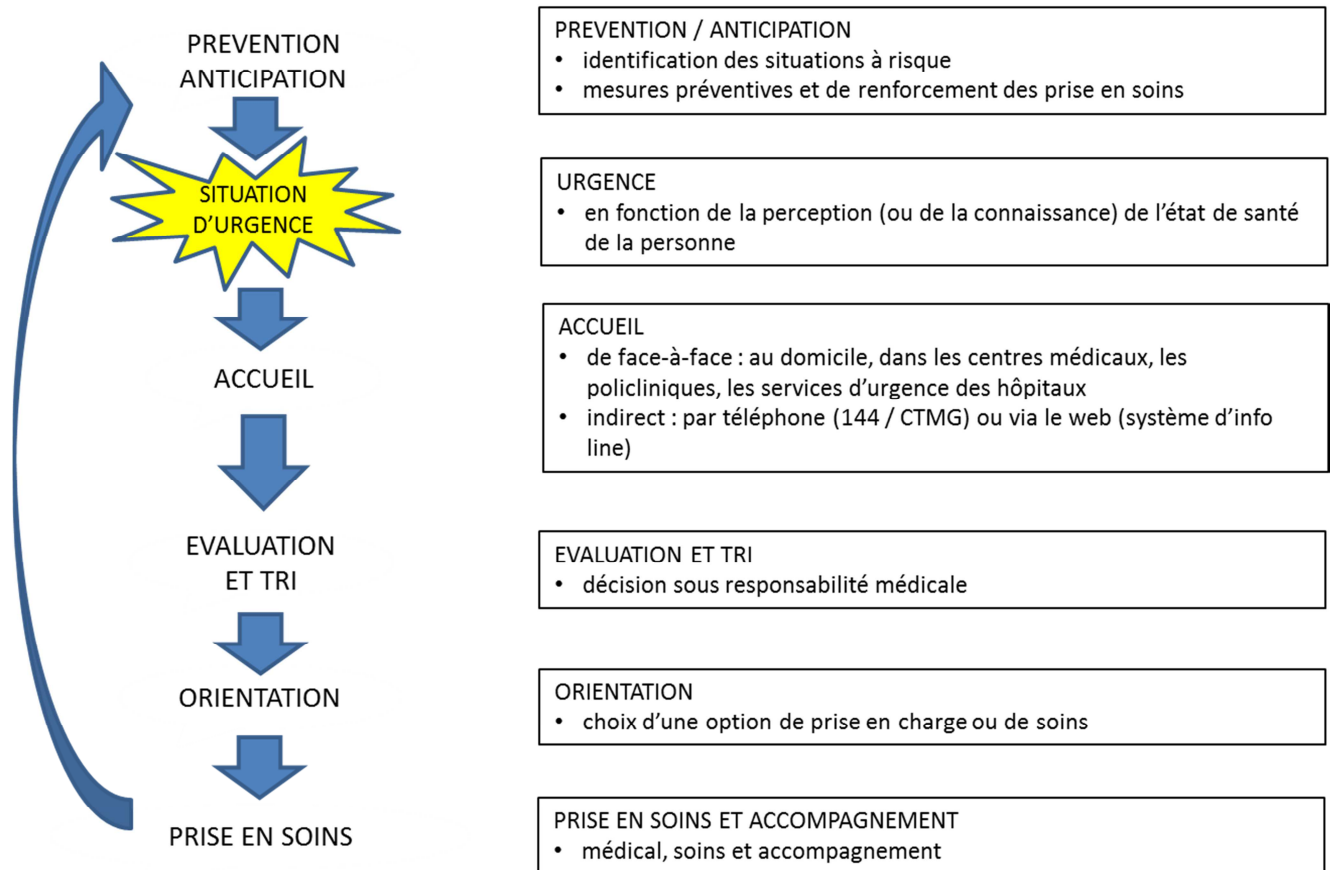 PREVENTION
ANTICIPATION
SITUATION
D’URGENCE
ACCUEIL
EVALUATION
ET TRI
ORIENTATION
PRISE EN SOINS
PREVENTION / ANTICIPATION
• identification des situations à risque
• mesures préventives et de renforcement des prise en soins
URGENCE
• en fonction de la perception (ou de la connaissance) de l’état de santé
de la personne
ACCUEIL
• de face-à-face : au domicile, dans les centres médicaux, les
policliniques, les services d’urgence des hôpitaux
• indirect : par téléphone (144 / CTMG) ou via le web (système d’info
line)
EVALUATION ET TRI
• décision sous responsabilité médicale
ORIENTATION
• choix d’une option de prise en charge ou de soins
PRISE EN SOINS ET ACCOMPAGNEMENT
• médical, soins et accompagnement